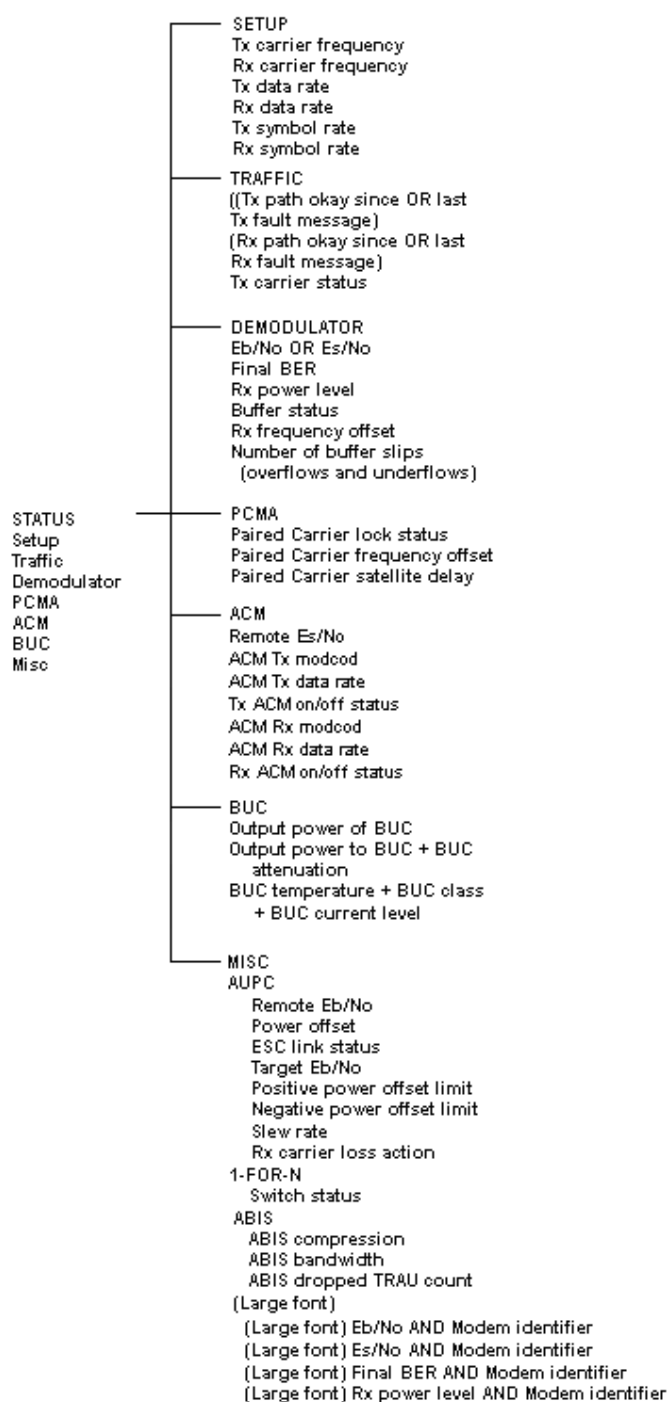 SETUP
Tx carrier frequency
Rx carrier frequency
Tx data rate
Rx data rate
Tx symbol rate
Rx symbol rate
TRAFFIC
((Tx path okay since OR last
Tx fault message)
(Rx path okay since OR last
Rx fault message)
Tx carrier status
DEMODULATOR
Eb/No OR Es/No
Final BER
Rx power level
Buffer status
Rx frequency offset
Number of buffer slips
(overflows and underflows)
STATUS
Setup
Traffic
Demodulator
PCMA
ACM
BUC
Misc
PCMA
Paired Carrier lock status
Paired Carrier frequency offset
Paired Carrier satellite delay
ACM
Remote Es/No
ACM Tx modcod
ACM Tx data rate
Tx ACM on/off status
ACM Rx modcod
ACM Rx data rate
Rx ACM on/off status
BUC
Output power of BUC
Output power to BUC + BUC
attenuation
BUC temperature + BUC class
+ BUC current level
MISC
AUPC
Remote Eb/No
Power offset
ESC link status
Target Eb/No
Positive power offset limit
Negative power offset limit
Slew rate
Rx carrier loss action
1-FOR-N
Switch status
ABIS
ABIS compression
ABIS bandwidth
ABIS dropped TRAU count
(Large font)
(Large font) Eb/No AND Modem identifier
(Large font) Es/No AND Modem identifier
(Large font) Final BER AND Modem identifier
(Large font) Rx power level AND Modem identifier